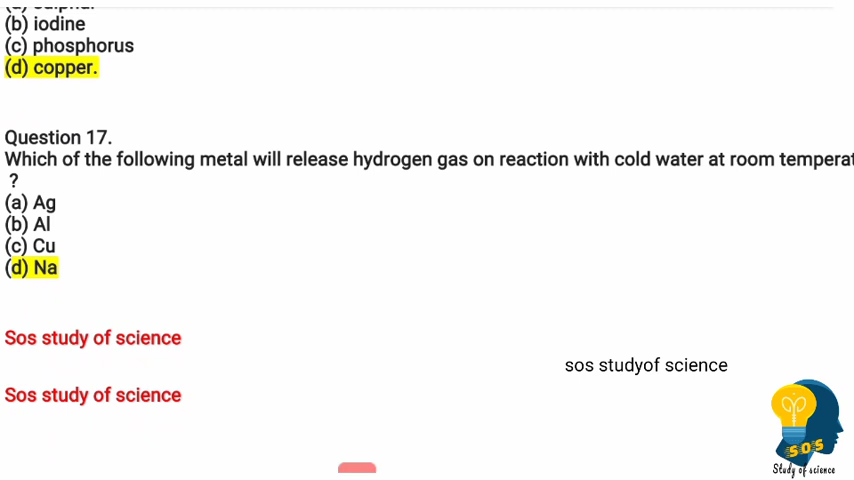 (b) iodine
(c) phosphorus
(d) copper.
Question 17.
Which of the following metal will release hydrogen gas on reaction with cold water at room
?
(a) Ag
(b) Al
(c) Cu
(d) Na
Sos study of science
sos studyof science
Sos study of science
SOS
Study of science